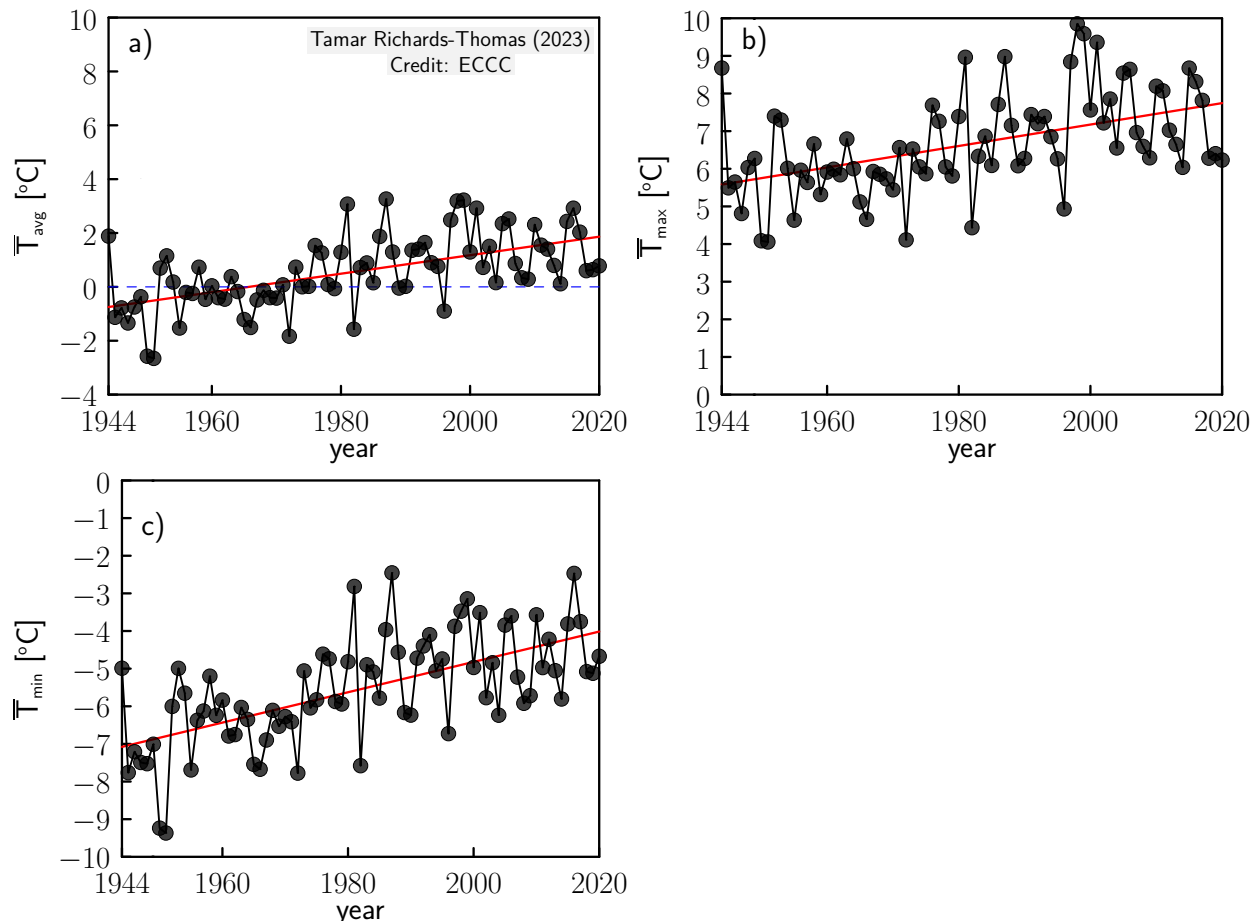 a)
Tamar Richards-Thomas (2023)
Credit: ECCC
10
8
6
4
2
0
−2
−4
T̿avg [°C]
1944 1960 1980 2000 2020
year
b)
10
9
8
7
6
5
4
3
2
1
0
T̿max [°C]
1944 1960 1980 2000 2020
year
c)
0
−1
−2
−3
−4
−5
−6
−7
−8
−9
−10
T̿min [°C]
1944 1960 1980 2000 2020
year